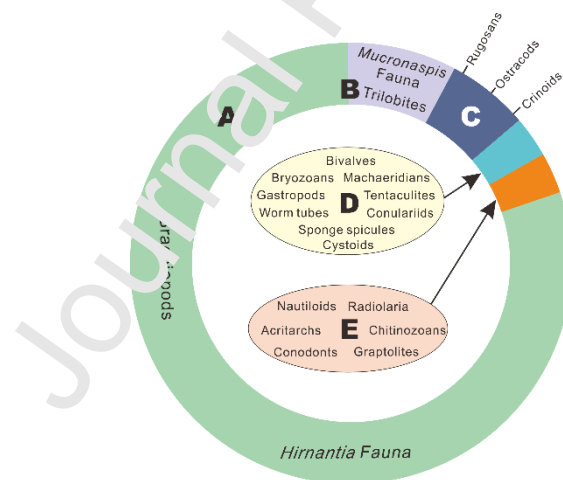 Journal
Mucronaspis
Fauna
Trilobites
A
B
C
Rugosans
Ostracods
Crinoids
Bivalves
Bryozoans Machaeridians
Gastropods Tentaculites
D
Worm tubes Conulariids
Sponge spicules
Cystoids
Nautiloids Radiolaria
Acritarchs E Chitinozoans
Conodonts Graptolites
Hirnantia Fauna